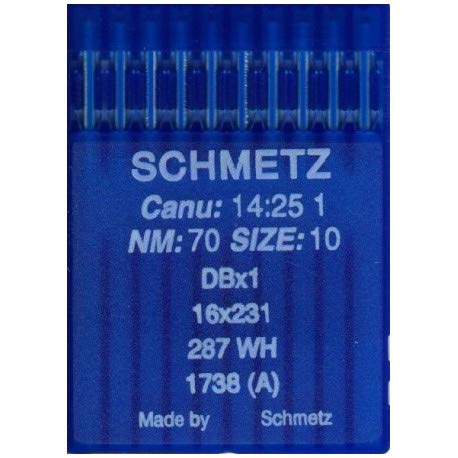 SCHMETZ
Canu: 14:25 1
NM: 70 SIZE: 10
DBx1
16x231
287 WH
1738 (A)
Made by Schmetz